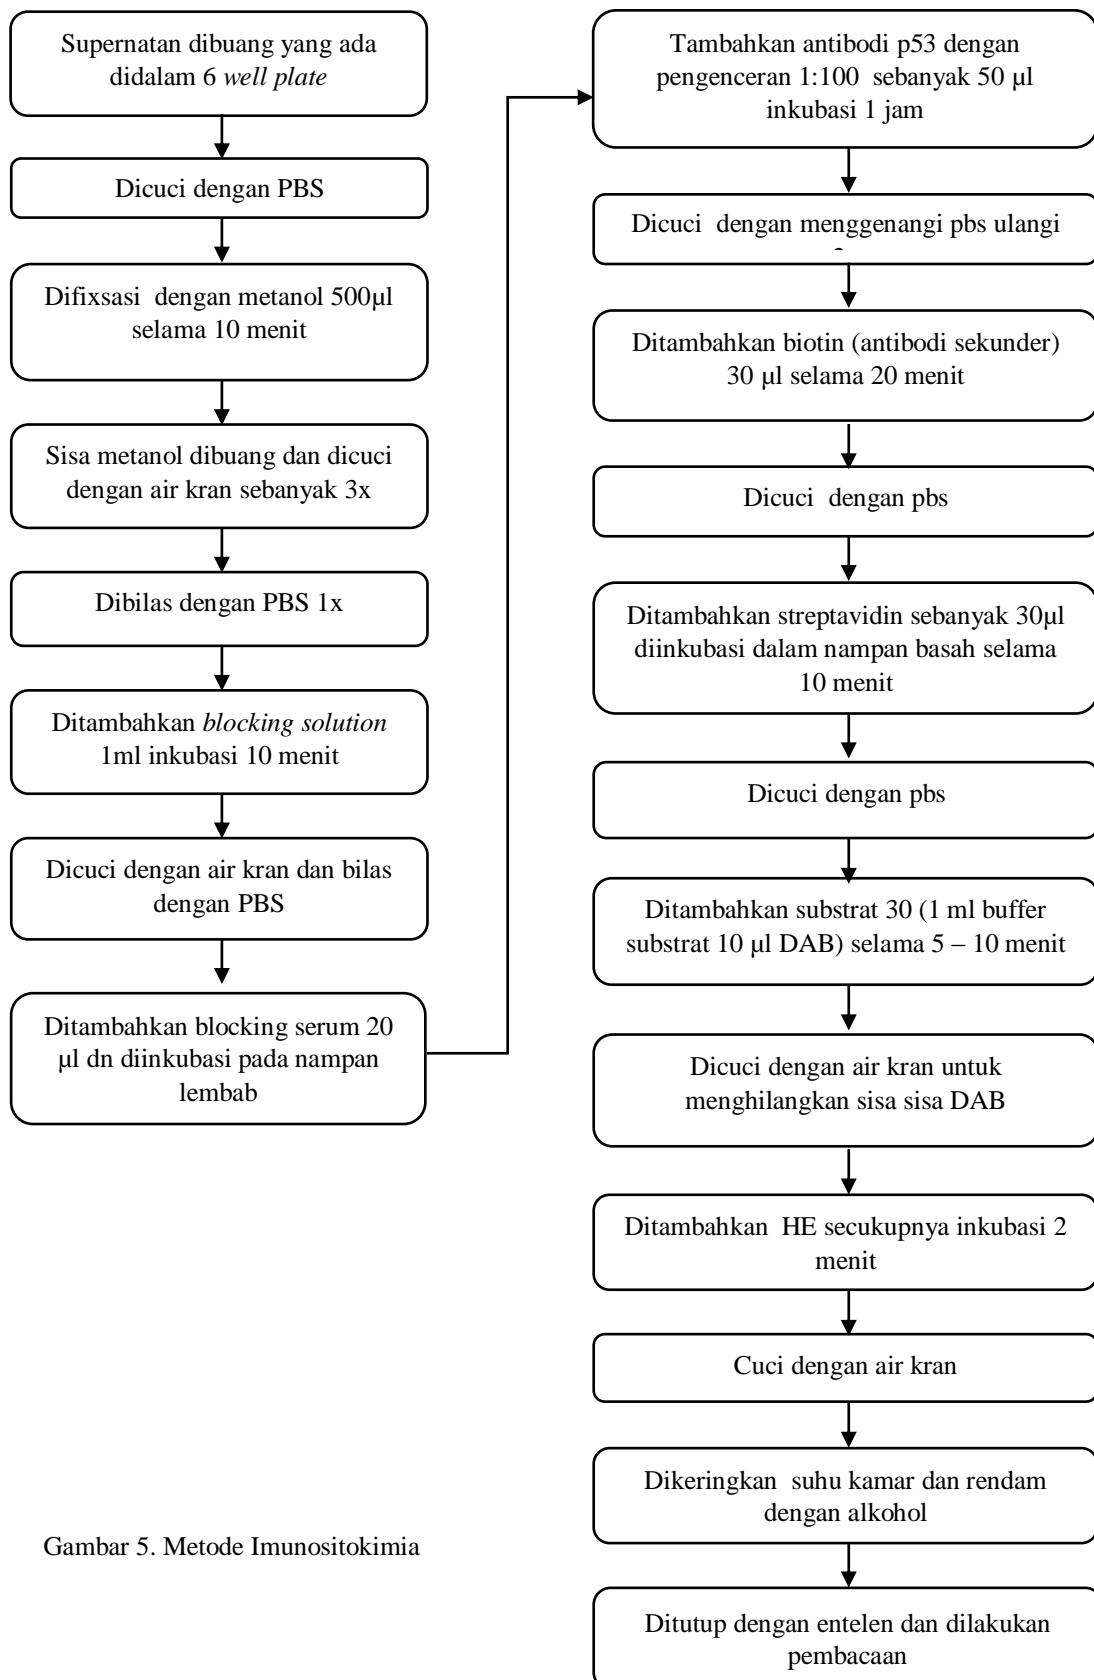 Supernatan dibuang yang ada
didalam 6 well plate
Dicuci dengan PBS
Difixsasi dengan metanol 500µl
selama 10 menit
Sisa metanol dibuang dan dicuci
dengan air kran sebanyak 3x
Dibilas dengan PBS 1x
Ditambahkan blocking solution
1ml inkubasi 10 menit
Dicuci dengan air kran dan bilas
dengan PBS
Ditambahkan blocking serum 20
µl dn diinkubasi pada nampan
lembab
Tambahkan antibodi p53 dengan
pengenceran 1:100 sebanyak 50 µl
inkubasi 1 jam
Dicuci dengan menggenangi pbs ulangi
Ditambahkan biotin (antibodi sekunder)
30 µl selama 20 menit
Dicuci dengan pbs
Ditambahkan streptavidin sebanyak 30µl
diinkubasi dalam nampan basah selama
10 menit
Dicuci dengan pbs
Ditambahkan substrat 30 (1 ml buffer
substrat 10 µl DAB) selama 5 – 10 menit
Dicuci dengan air kran untuk
menghilangkan sisa sisa DAB
Ditambahkan HE secukupnya inkubasi 2
menit
Cuci dengan air kran
Dikeringkan suhu kamar dan rendam
dengan alkohol
Ditutup dengan entelen dan dilakukan
pembacaan
Gambar 5. Metode Imunositokimia